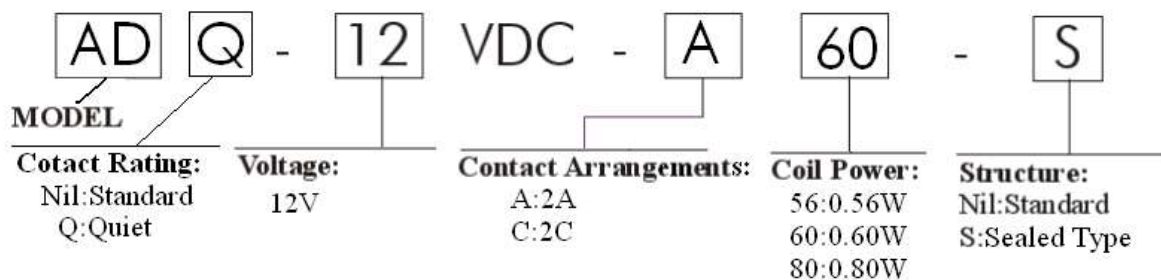 AD Q - 12 VDC - A 60 - S
MODEL
Cotact Rating:
Nil:Standard
Q:Quiet
Voltage:
12V
Contact Arrangements:
A:2A
C:2C
Coil Power:
56:0.56W
60:0.60W
80:0.80W
Structure:
Nil:Standard
S:Sealed Type